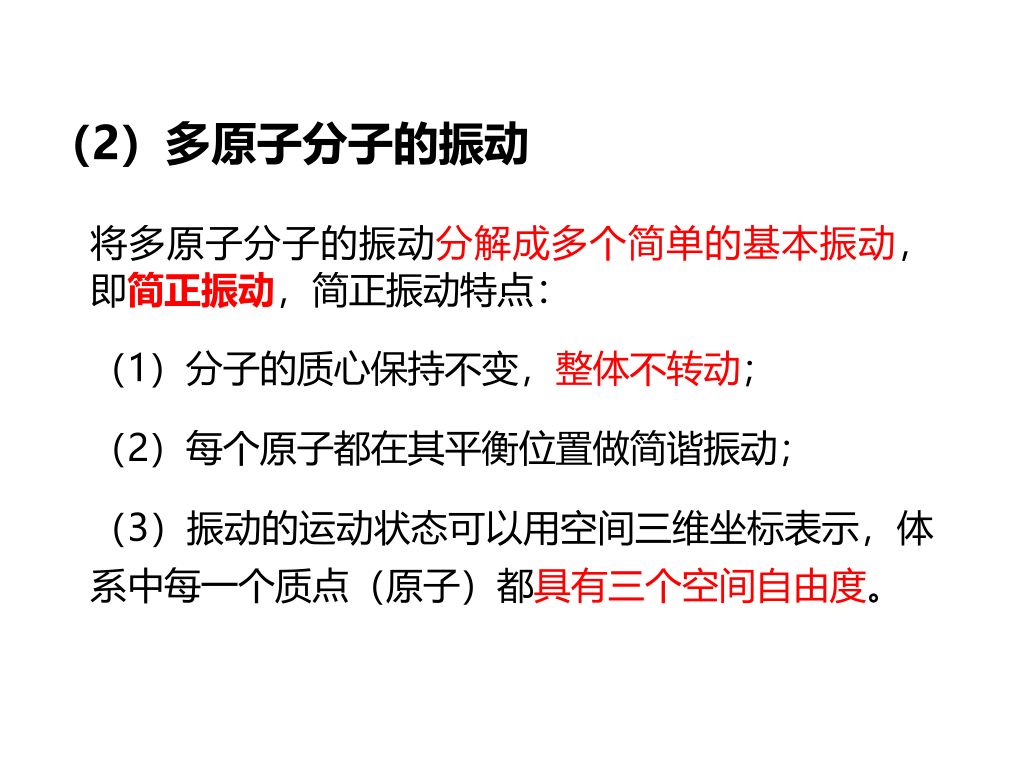 （2）多原子分子的振动
将多原子分子的振动分解成多个简单的基本振动，
即简正振动，简正振动特点：
（1）分子的质心保持不变，整体不转动；
（2）每个原子都在其平衡位置做简谐振动；
（3）振动的运动状态可以用空间三维坐标表示，体
系中每一个质点（原子）都具有三个空间自由度。